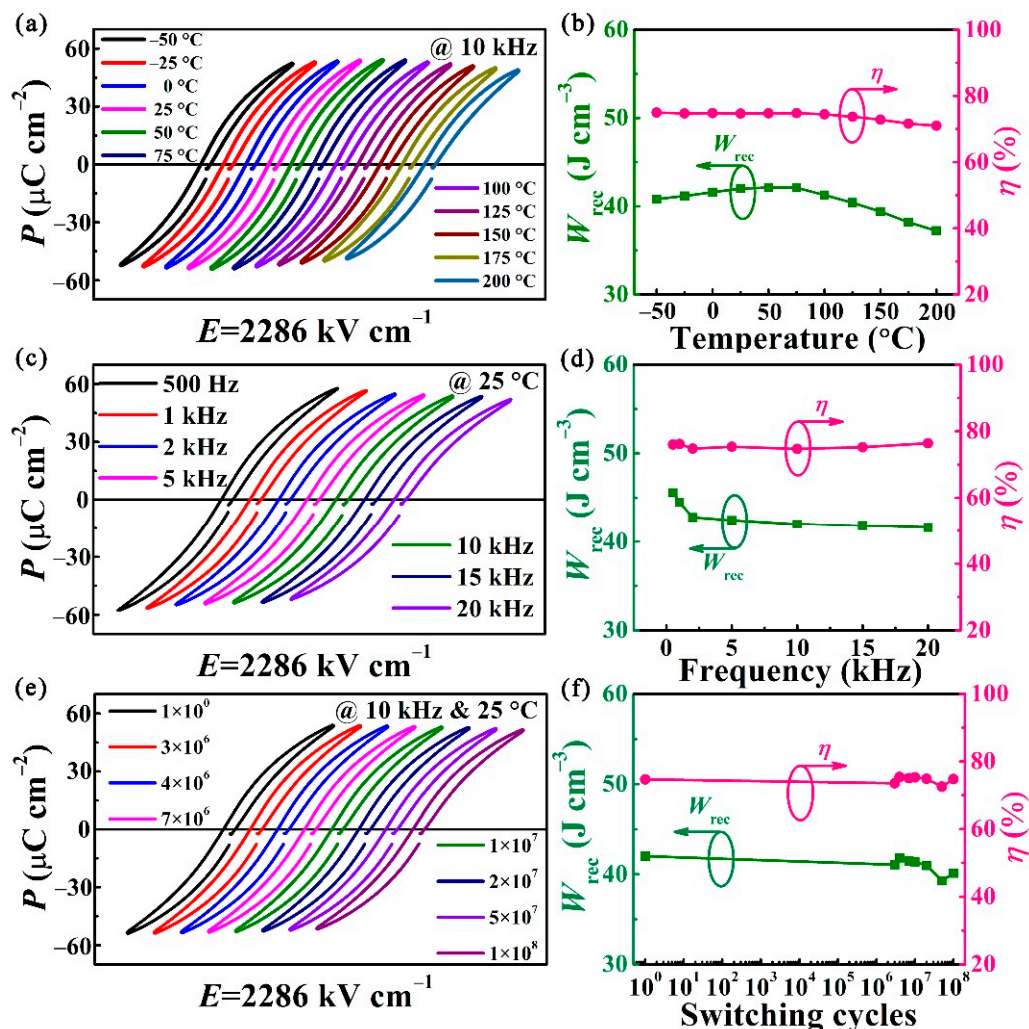 (a)
@ 10 kHz
−50 °C
−25 °C
0 °C
25 °C
50 °C
75 °C
100 °C
125 °C
150 °C
175 °C
200 °C
60
30
0
−30
−60
P (μC cm⁻²)
E=2286 kV cm⁻¹
(b)
60
50
40
30
W_rec (J cm⁻³)
η
W_rec
100
80
60
40
20
η (%)
−50 0 50 100 150 200
Temperature (°C)
(c)
@ 25 °C
500 Hz
1 kHz
2 kHz
5 kHz
10 kHz
15 kHz
20 kHz
60
30
0
−30
−60
P (μC cm⁻²)
E=2286 kV cm⁻¹
(d)
60
50
40
30
W_rec (J cm⁻³)
η
W_rec
100
80
60
40
20
η (%)
0 5 10 15 20
Frequency (kHz)
(e)
@ 10 kHz & 25 °C
1×10⁰
3×10⁶
4×10⁶
7×10⁶
1×10⁷
2×10⁷
5×10⁷
1×10⁸
60
30
0
−30
−60
P (μC cm⁻²)
E=2286 kV cm⁻¹
(f)
60
50
40
30
W_rec (J cm⁻³)
η
W_rec
100
80
60
40
20
η (%)
10⁰ 10¹ 10² 10³ 10⁴ 10⁵ 10⁶ 10⁷ 10⁸
Switching cycles